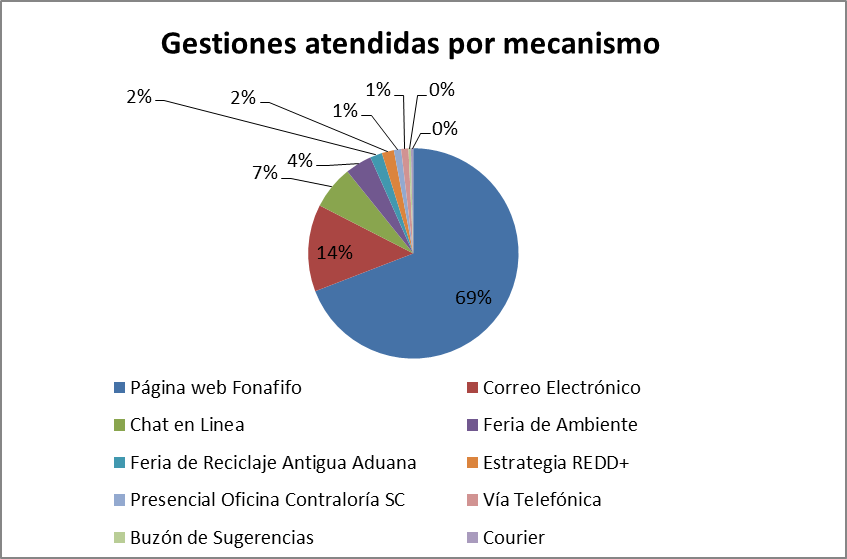 Gestiones atendidas por mecanismo
1%
0%
2%
2%
1%
0%
4%
7%
14%
69%
Página web Fonafifo
Correo Electrónico
Chat en Linea
Feria de Ambiente
Feria de Reciclaje Antigua Aduana
Estrategia REDD+
Presencial Oficina Contraloría SC
Vía Telefónica
Buzón de Sugerencias
Courier